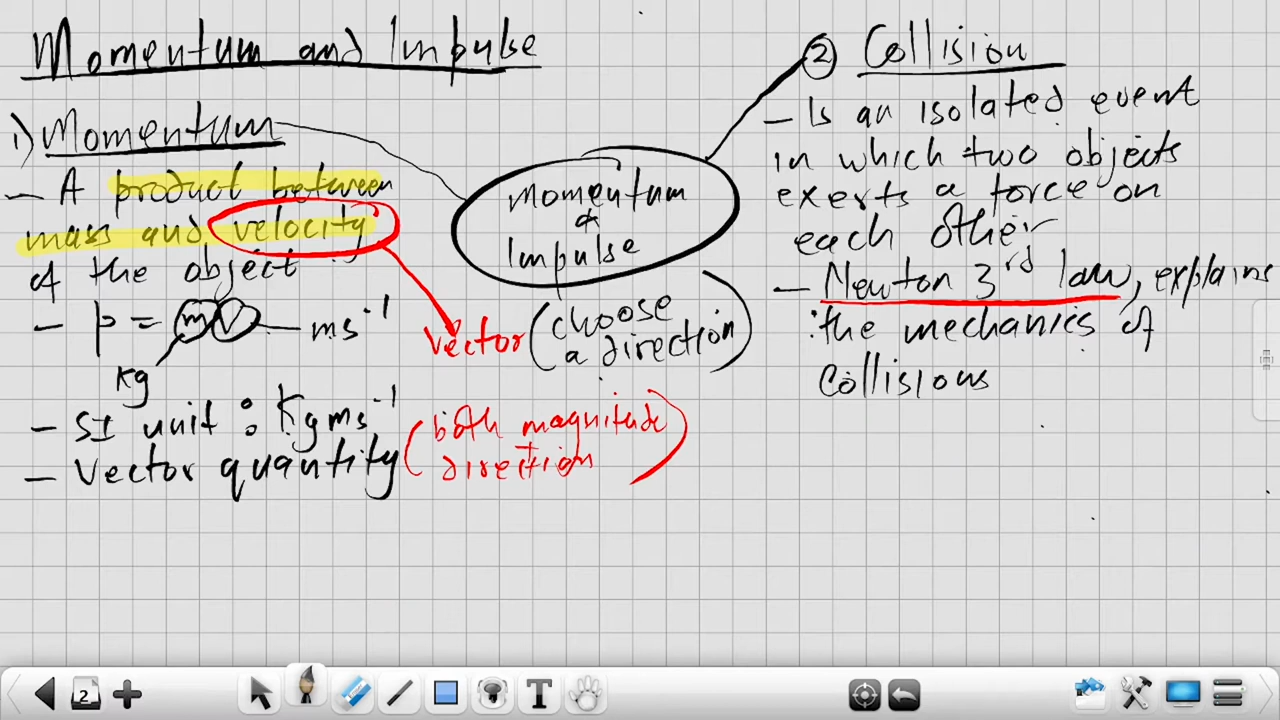 Momentum and Impulse
1) Momentum
- A product between
mass and velocity
of the object
- p = mv - ms⁻¹
kg
- SI unit : Kgms⁻¹
- Vector quantity (both magnitude
+
direction)
vector (choose
a direction)
momentum
&
Impulse
② Collision
- Is an isolated event
in which two objects
exerts a force on
each other
- Newton 3rd law, explains
the mechanics of
collisions
2
T